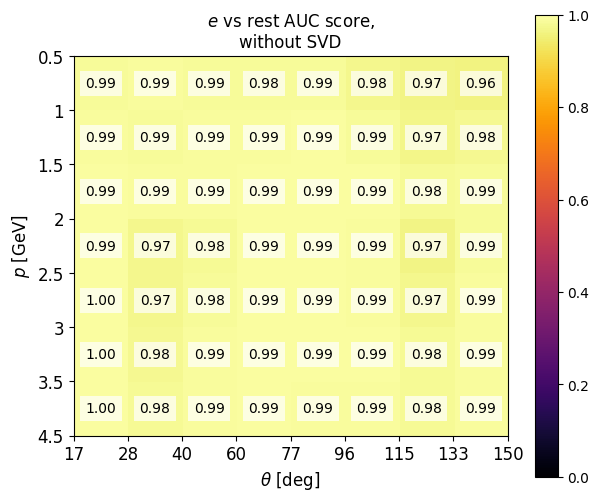 e vs rest AUC score,
without SVD
1.0
0.5
0.99 0.99 0.99 0.98 0.99 0.98 0.97 0.96
1
0.99 0.99 0.99 0.99 0.99 0.99 0.97 0.98
0.8
1.5
0.99 0.99 0.99 0.99 0.99 0.99 0.98 0.99
2
0.6
p [GeV]
0.99 0.97 0.98 0.99 0.99 0.99 0.97 0.99
2.5
1.00 0.97 0.98 0.99 0.99 0.99 0.97 0.99
0.4
3
1.00 0.98 0.99 0.99 0.99 0.99 0.98 0.99
3.5
0.2
1.00 0.98 0.99 0.99 0.99 0.99 0.98 0.99
4.5
17 28 40 60 77 96 115 133 150
0.0
θ [deg]